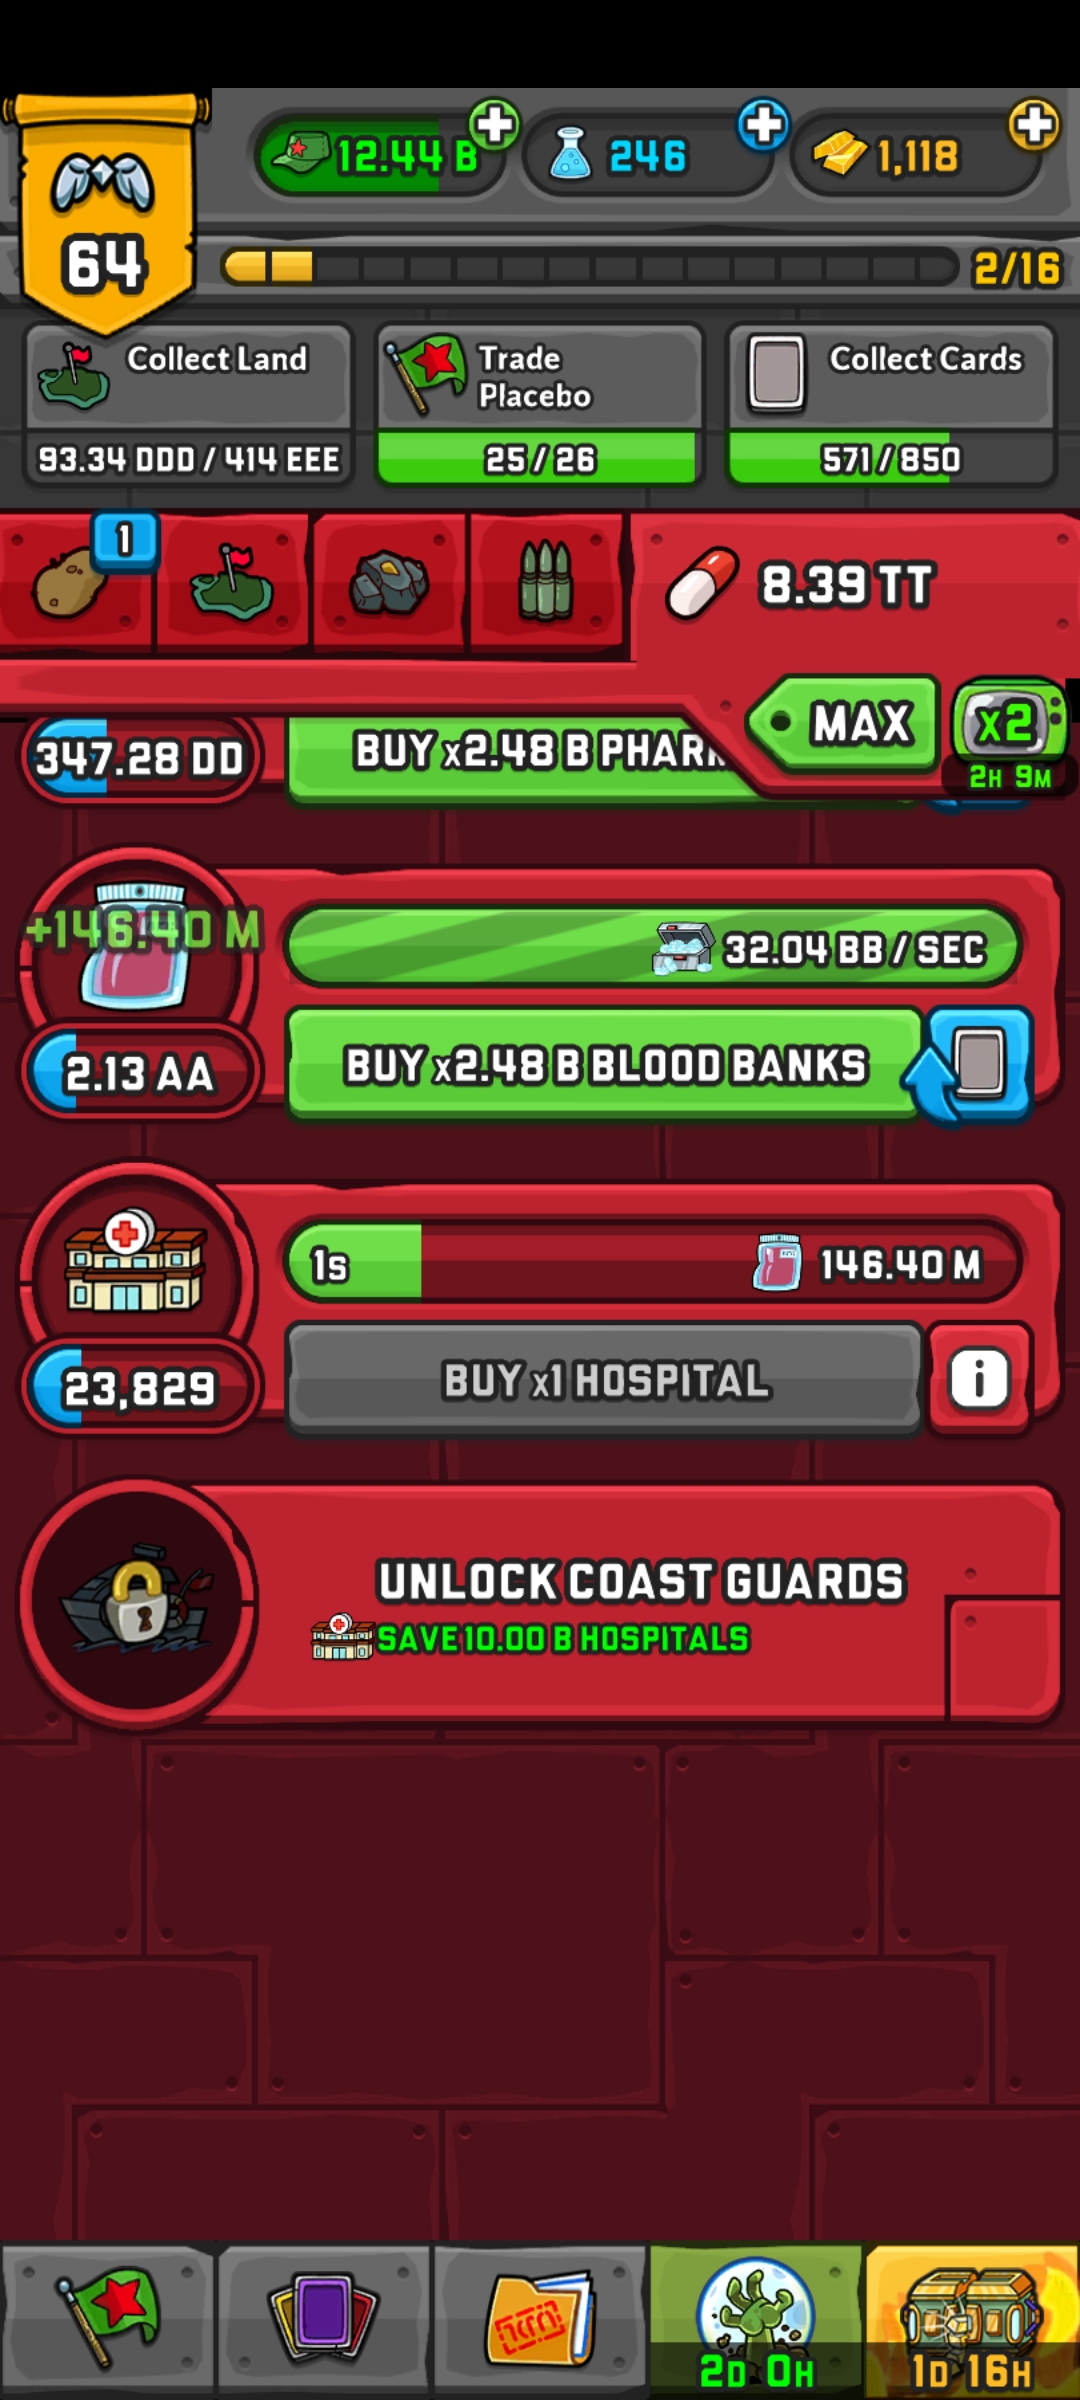 12.44 B
246
1,118
64
2/16
Collect Land
93.34 DDD / 414 EEE
Trade
Placebo
25 / 26
Collect Cards
571 / 850
1
8.39 TT
MAX
x2
2H 9M
347.28 DD
BUY x2.48 B PHARM
+146.40 M
32.04 BB / SEC
2.13 AA
BUY x2.48 B BLOOD BANKS
1s
146.40 M
23,829
BUY x1 HOSPITAL
i
UNLOCK COAST GUARDS
SAVE 10.00 B HOSPITALS
2D 0H
1D 16H